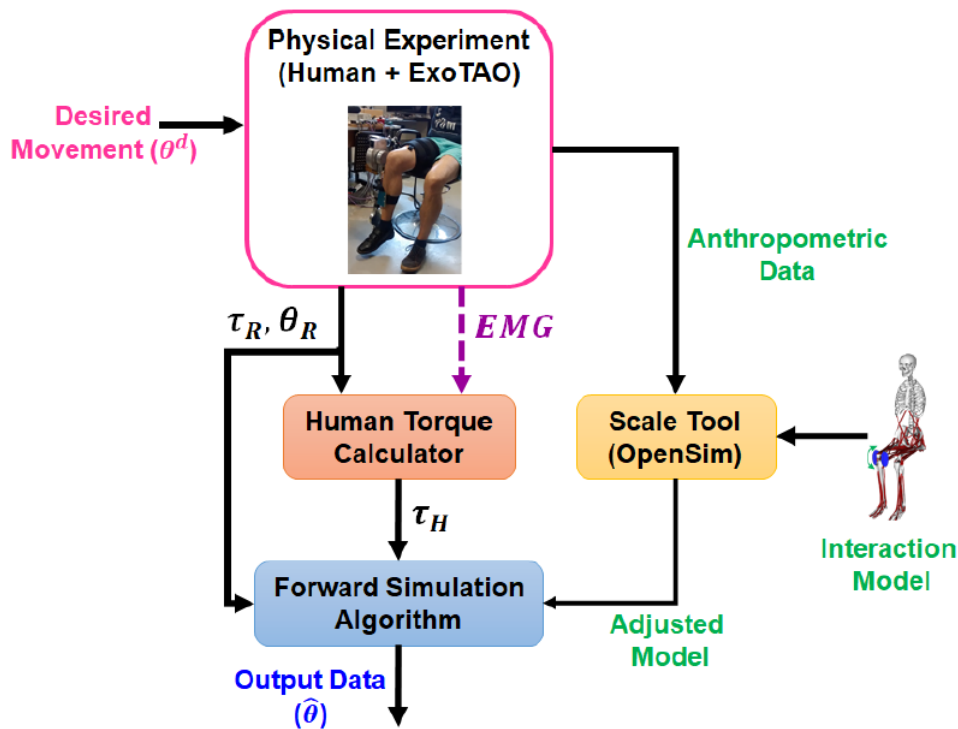 Physical Experiment
(Human + ExoTAO)
Desired
Movement (θ^d)
Anthropometric
Data
τ_R, θ_R
EMG
Human Torque
Calculator
Scale Tool
(OpenSim)
τ_H
Interaction
Model
Forward Simulation
Algorithm
Adjusted
Model
Output Data
(θ̂)